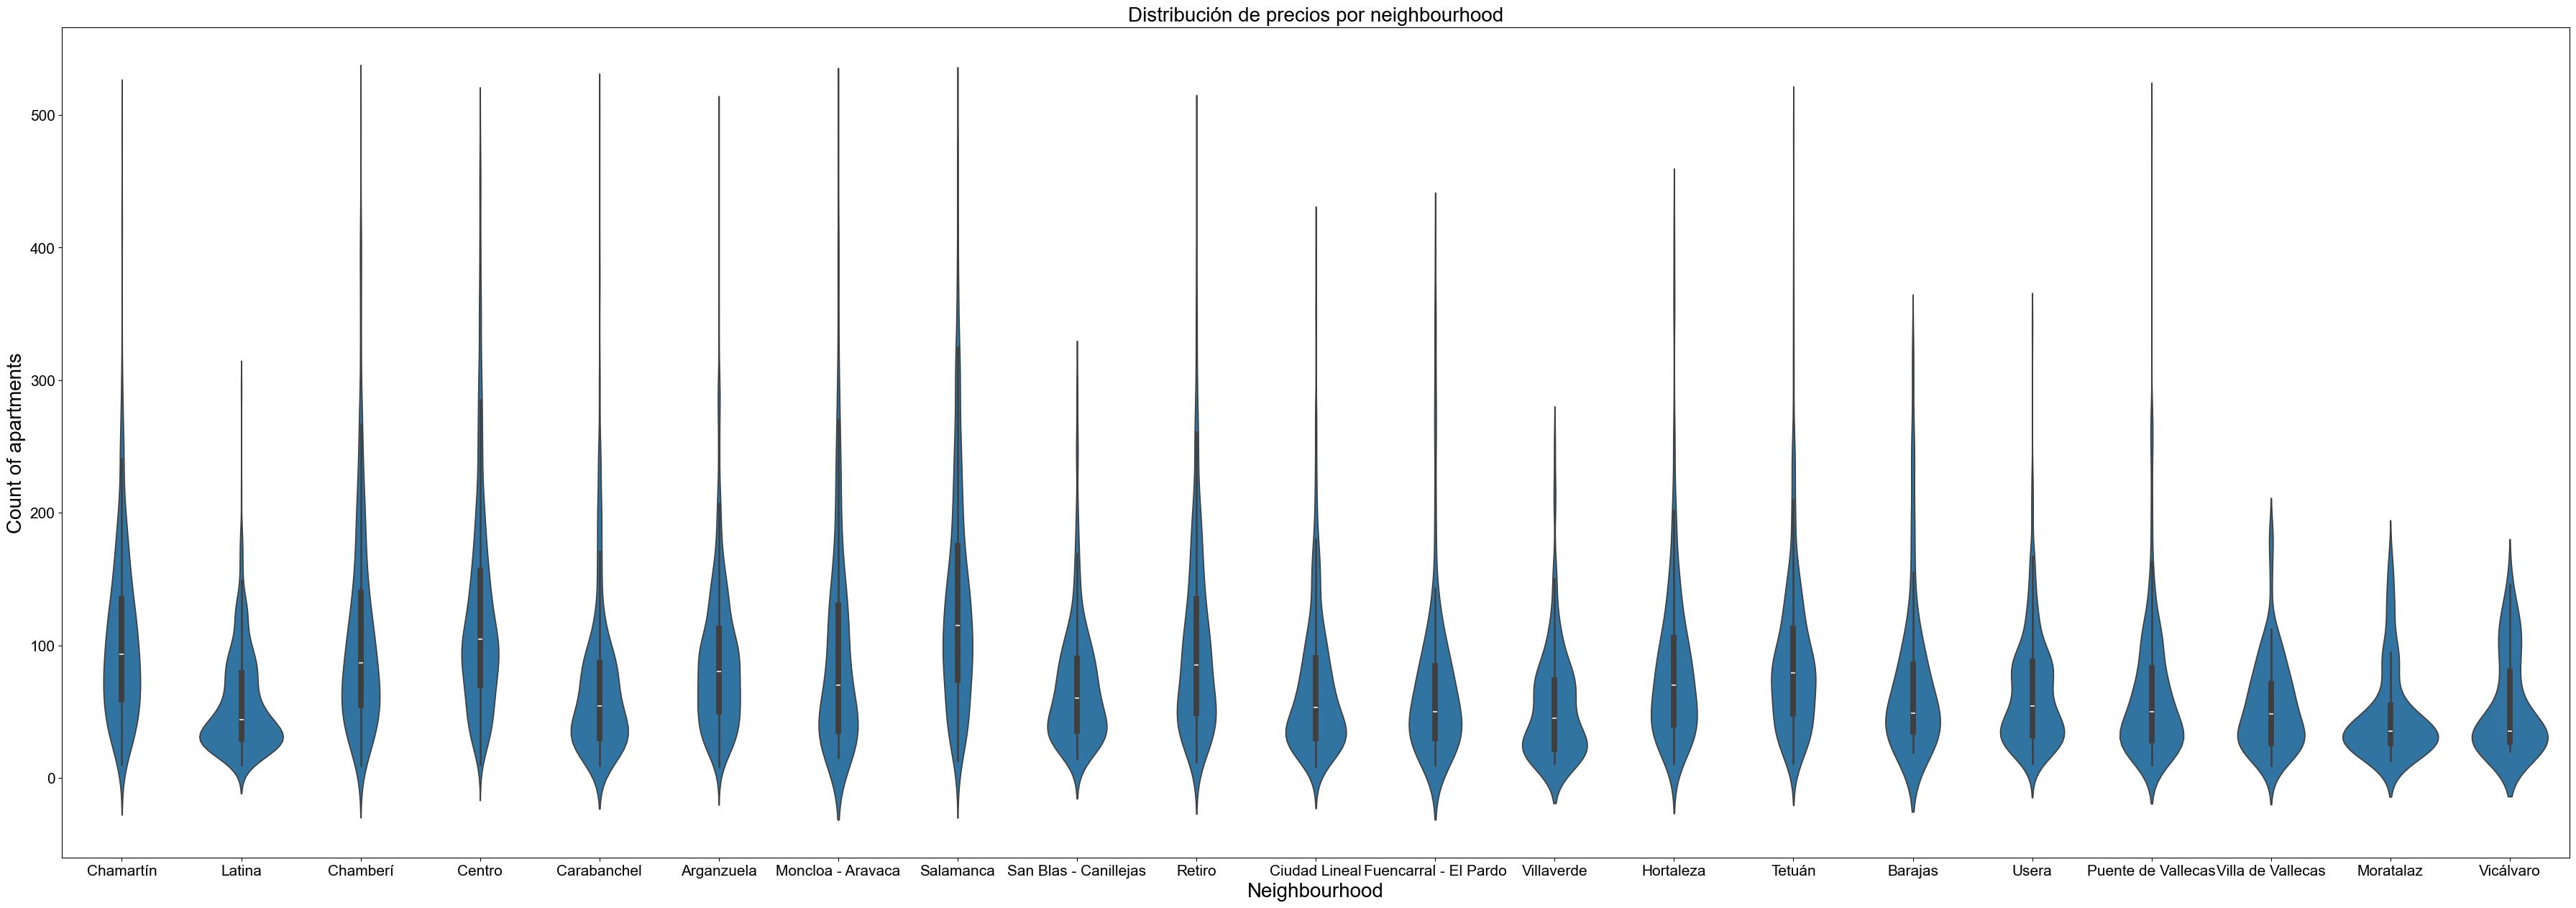 Distribución de precios por neighbourhood
Count of apartments
500
400
300
200
100
0
Chamartín Latina Chamberí Centro Carabanchel Arganzuela Moncloa - Aravaca Salamanca San Blas - Canillejas Retiro Ciudad Lineal Fuencarral - El Pardo Villaverde Hortaleza Tetuán Barajas Usera Puente de Vallecas Villa de Vallecas Moratalaz Vicálvaro
Neighbourhood